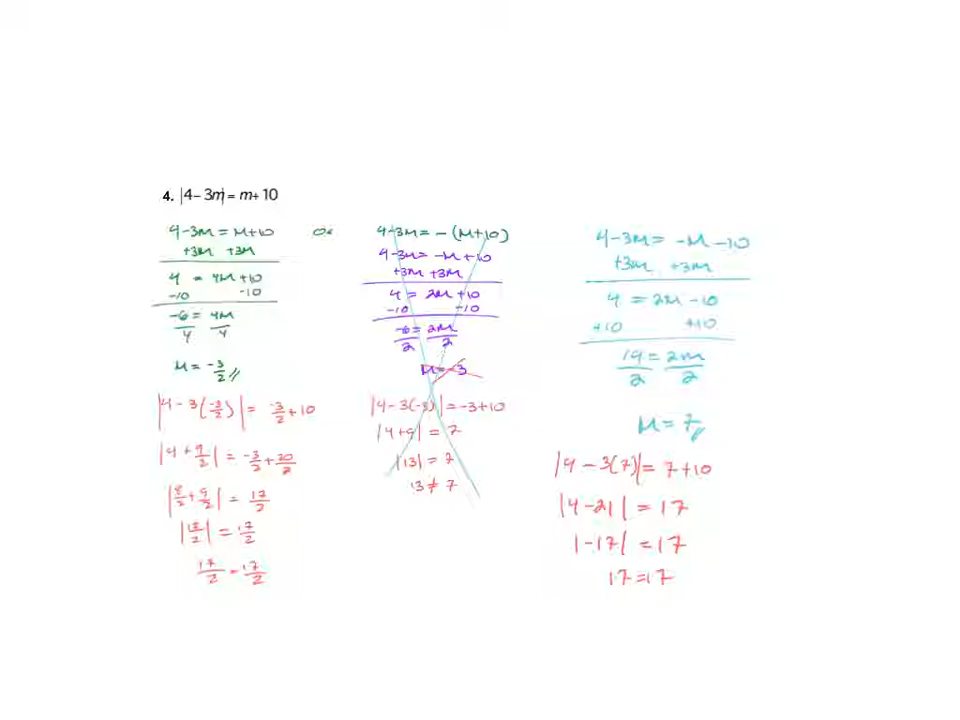 4. |4 – 3m| = m + 10
4-3m = m+10
+3m +3m
4 = 4m+10
-10 -10
-6 = 4m
4 4
m = -3/2 //
|4-3(-3/2)| = -3/2 + 10
|4+9/2| = -3/2 + 20/2
|8/2 + 9/2| = 17/2
|17/2| = 17/2
17/2 = 17/2
or
4-3m = -(m+10)
4-3m = -m+10
+3m +3m
4 = 2m +10
-10 -10
-6 = 2m
2 2
m = -3
|4-3(-3)| = -3+10
|4+9| = 7
|13| = 7
13 ≠ 7
4-3m = -m-10
+3m +3m
4 = 2m -10
+10 +10
14 = 2m
2 2
m = 7//
|4-3(7)| = 7+10
|4-21| = 17
|-17| = 17
17 = 17